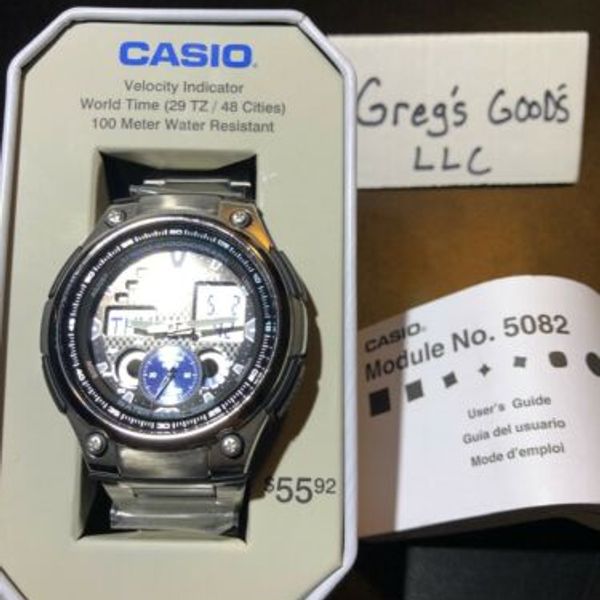 CASIO
Velocity Indicator
World Time (29 TZ / 48 Cities)
100 Meter Water Resistant
Greg's GOOD'S
LLC
$55.92
CASIO
Module No. 5082
User's Guide
Guía del usuario
Mode d'emploi